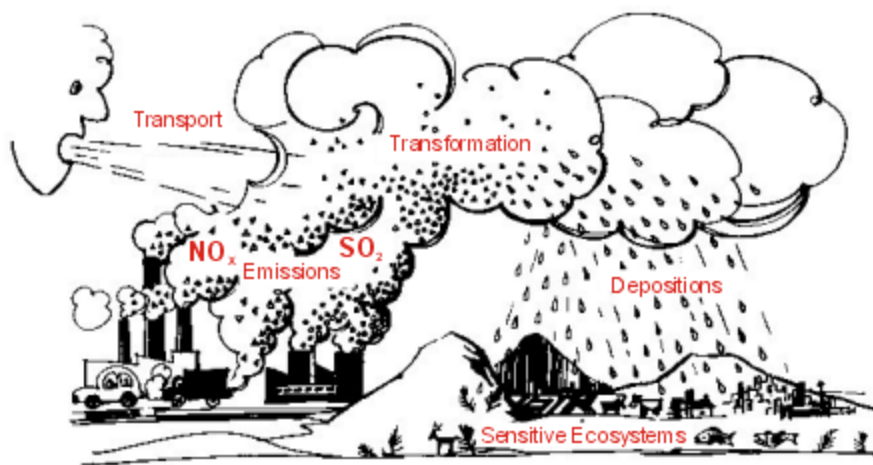 Transport
Transformation
NOx
SO2
Emissions
Depositions
Sensitive Ecosystems